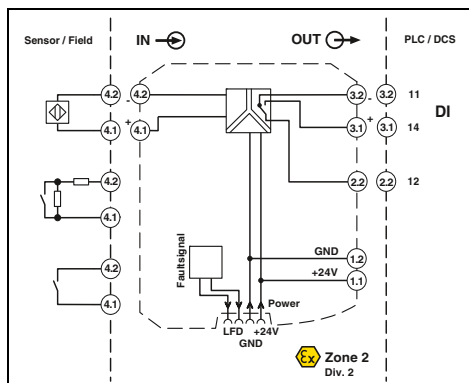 Sensor / Field IN OUT PLC / DCS
4.2 4.2 - 3.2 - 3.2 11
DI
4.1 + 4.1 3.1 + 3.1 14
4.2 2.2 2.2 12
4.1
Faultsignal
GND 1.2
4.2
+24V 1.1
4.1
Power
LFD +24V
GND
Ex Zone 2
Div. 2